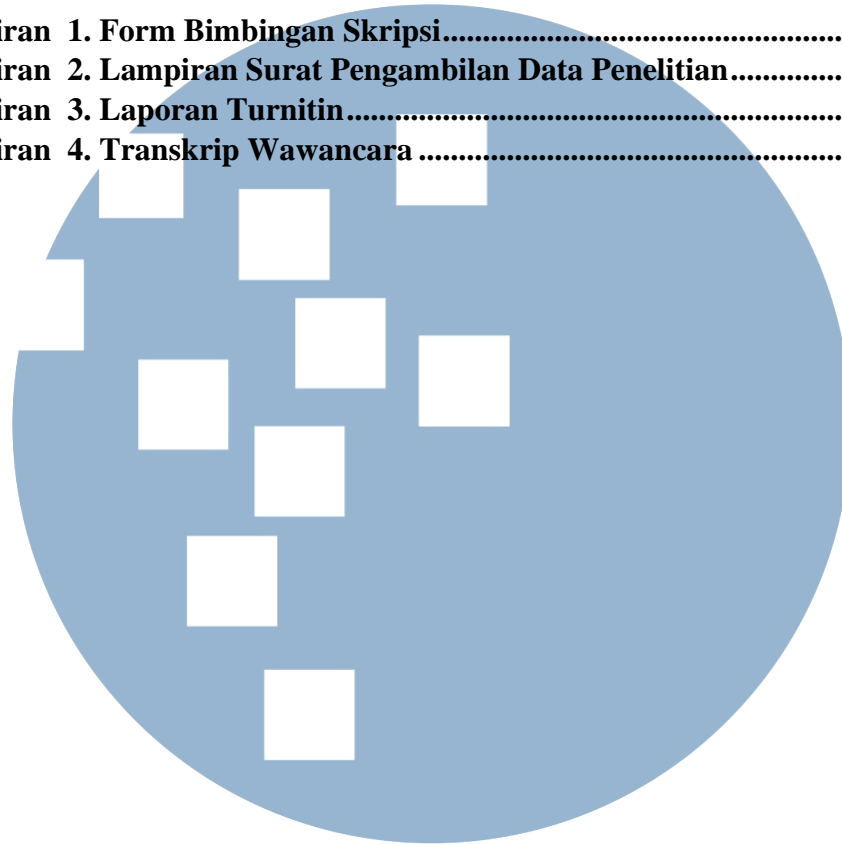 iran 1. Form Bimbingan Skripsi.......................................................
iran 2. Lampiran Surat Pengambilan Data Penelitian..............
iran 3. Laporan Turnitin...................................................................
iran 4. Transkrip Wawancara ..........................................................